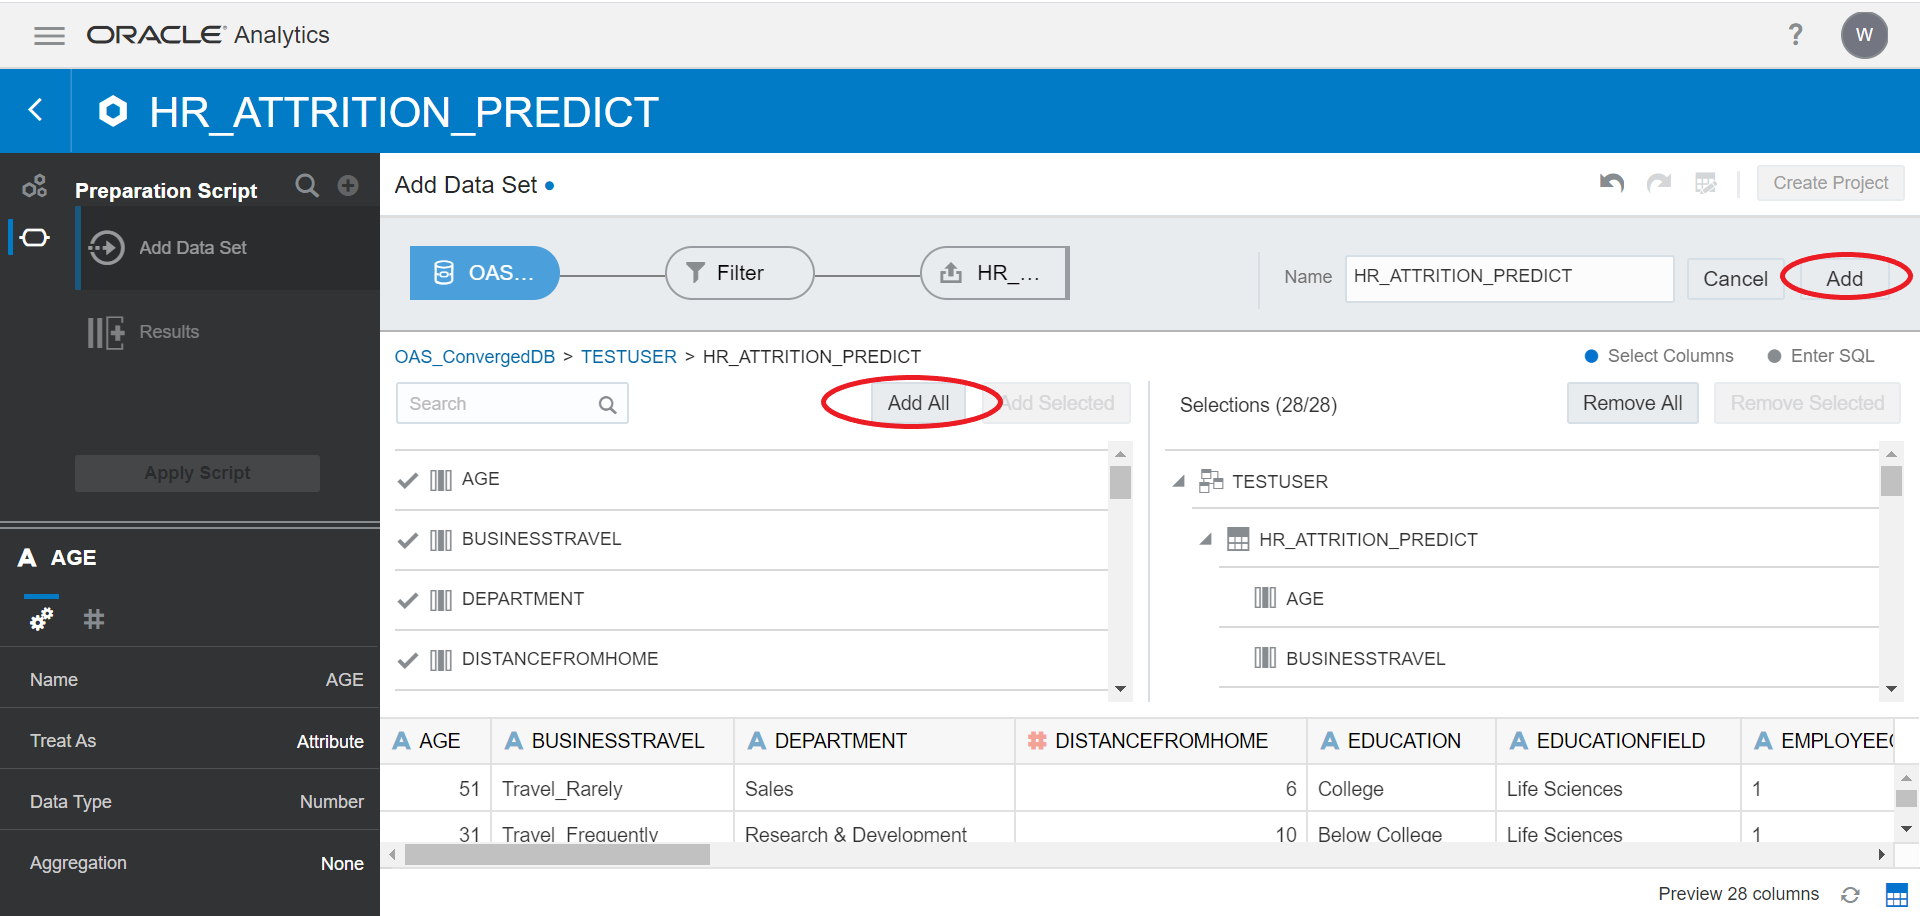 ORACLE Analytics
?
W
HR_ATTRITION_PREDICT
Preparation Script
Add Data Set
Results
Apply Script
A AGE
Name AGE
Treat As Attribute
Data Type Number
Aggregation None
Add Data Set
Create Project
OAS...
Filter
HR_ ...
Name HR_ATTRITION_PREDICT Cancel Add
OAS_ConvergedDB > TESTUSER > HR_ATTRITION_PREDICT
Select Columns Enter SQL
Search Add All Add Selected
AGE
BUSINESSTRAVEL
DEPARTMENT
DISTANCEFROMHOME
Selections (28/28) Remove All Remove Selected
TESTUSER
HR_ATTRITION_PREDICT
AGE
BUSINESSTRAVEL
A AGE A BUSINESSTRAVEL A DEPARTMENT # DISTANCEFROMHOME A EDUCATION A EDUCATIONFIELD A EMPLOYEEC
51 Travel_Rarely Sales 6 College Life Sciences 1
31 Travel_Frequently Research & Development 10 Below College Life Sciences 1
Preview 28 columns